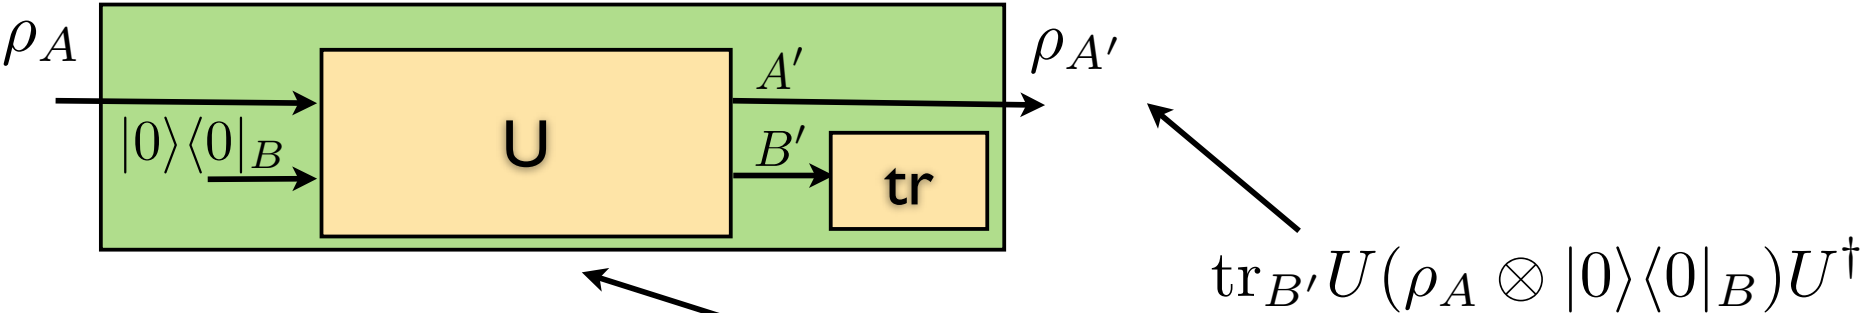 ρ_A
|0⟩⟨0|_B
U
A′
B′
tr
ρ_{A′}
tr_{B′}U(ρ_A ⊗ |0⟩⟨0|_B)U†